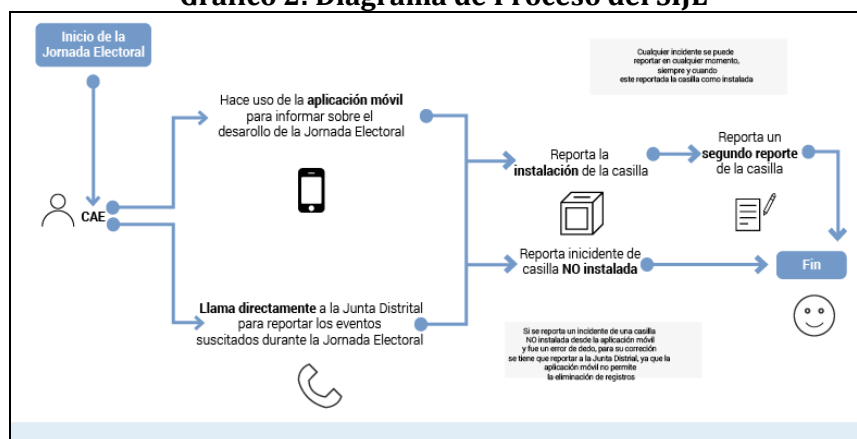 Gráfico 2. Diagrama de Proceso del SIJE
Inicio de la
Jornada Electoral
Cualquier incidente se puede
reportar en cualquier momento,
siempre y cuando
este reportada la casilla como instalada
Hace uso de la aplicación móvil
para informar sobre el
desarollo de la Jornada Electoral
Reporta la
instalación de la casilla
Reporta un
segundo reporte
de la casilla
CAE
Reporta inicidente de
casilla NO instalada
Fin
Llama directamente a la Junta Distrital
para reportar los eventos
suscitados durante la Jornada Electoral
Si se reporta un incidente de una casilla
NO instalada desde la aplicación móvil
y fue un error de dedo, para su correción
se tiene que reportar a la Junta Distrial, ya que la
aplicación móvil no permite
la eliminación de registros